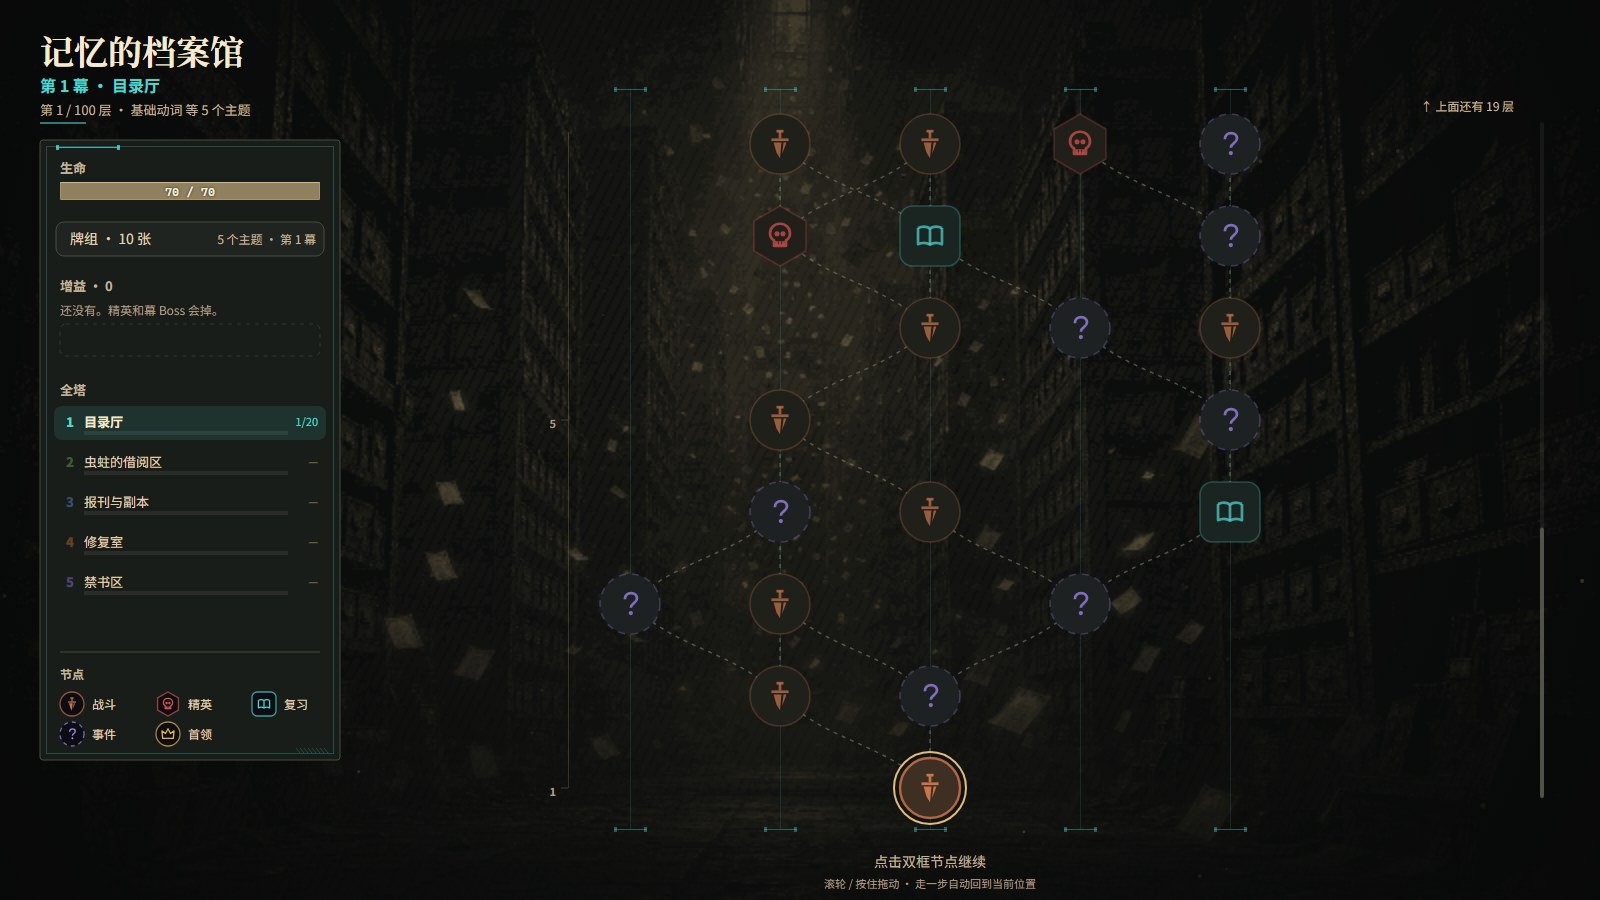 记忆的档案馆
第 1 幕 · 目录厅
第 1 / 100 层 · 基础动词 等 5 个主题
↑ 上面还有 19 层
生命
70 / 70
牌组 · 10 张
5 个主题 · 第 1 幕
增益 · 0
还没有。精英和幕 Boss 会掉。
全塔
1 目录厅 1/20
2 虫蛀的借阅区 —
3 报刊与副本 —
4 修复室 —
5 禁书区 —
节点
战斗 精英 复习
? 事件 首领
?
?
?
?
?
?
?
?
5
1
点击双框节点继续
滚轮 / 按住拖动 · 走一步自动回到当前位置